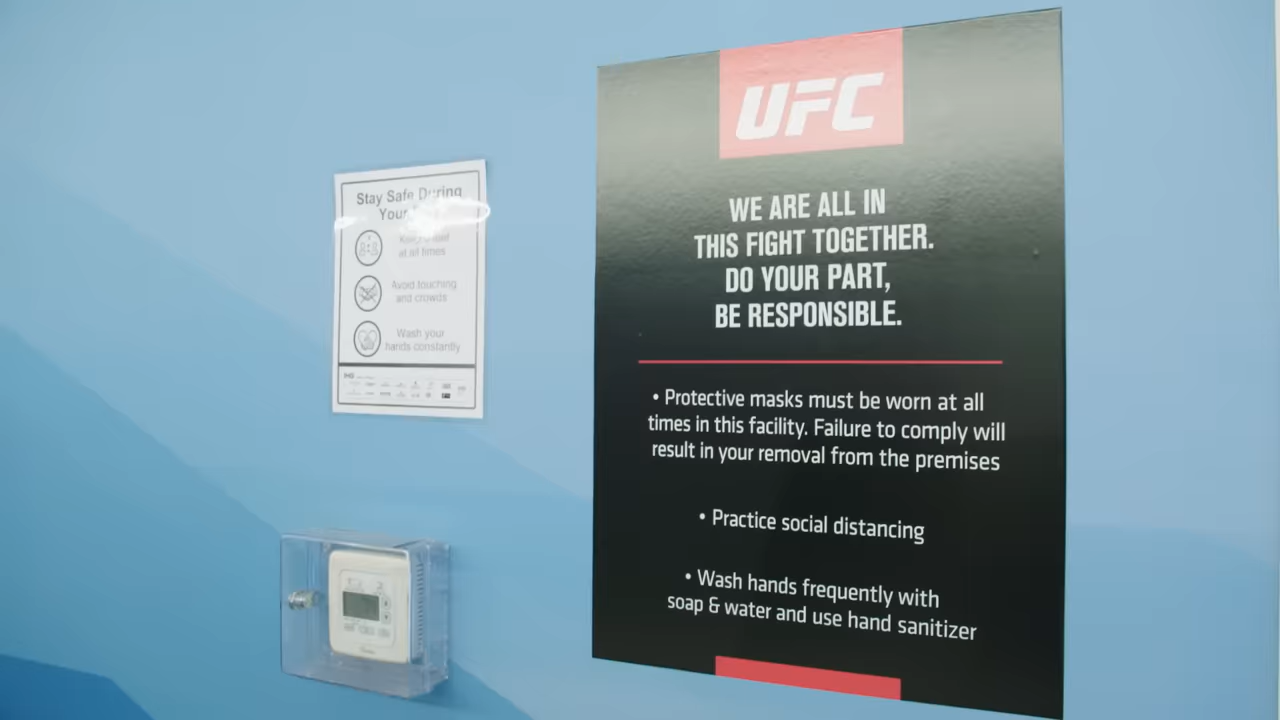 Stay Safe During
Your
at all times
Avoid touching
and crowds
Wash your
hands constantly
UFC
WE ARE ALL IN
THIS FIGHT TOGETHER.
DO YOUR PART,
BE RESPONSIBLE.
• Protective masks must be worn at all
times in this facility. Failure to comply will
result in your removal from the premises
• Practice social distancing
• Wash hands frequently with
soap & water and use hand sanitizer